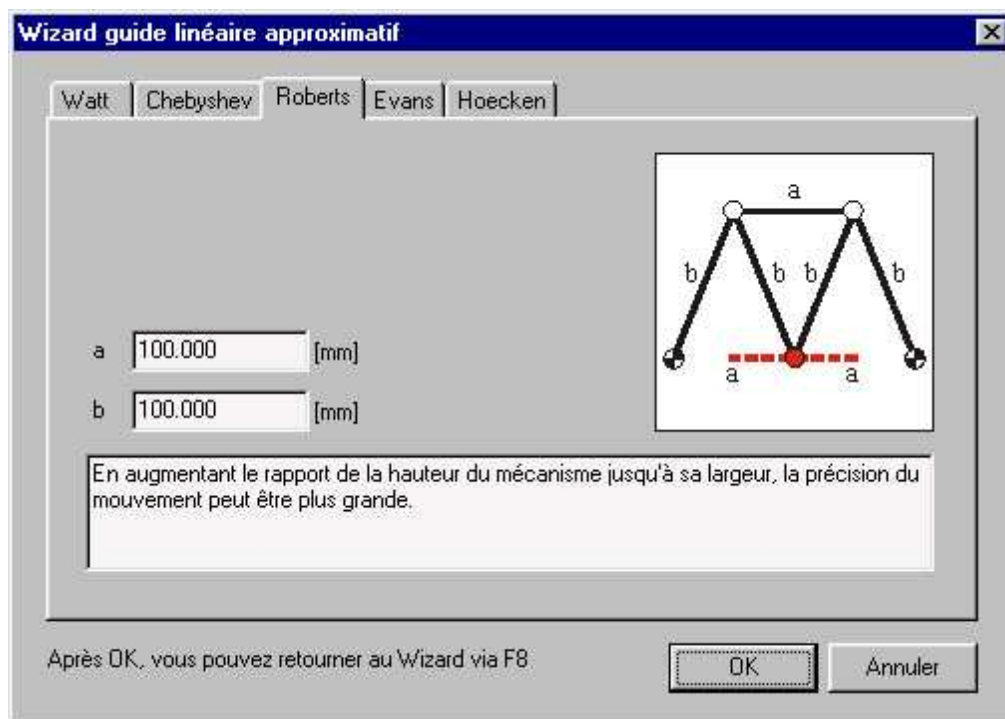 Wizard guide linéaire approximatif
Watt Chebyshev Roberts Evans Hoecken
a
b b b b
a a
a 100.000 [mm]
b 100.000 [mm]
En augmentant le rapport de la hauteur du mécanisme jusqu'à sa largeur, la précision du
mouvement peut être plus grande.
Après OK, vous pouvez retourner au Wizard via F8
OK Annuler